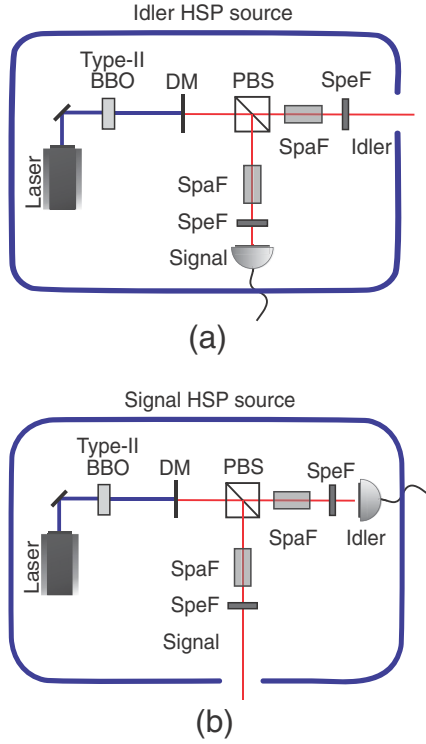 Idler HSP source
Type-II
BBO
DM
PBS
SpeF
SpaF
Idler
Laser
SpaF
SpeF
Signal
(a)
Signal HSP source
Type-II
BBO
DM
PBS
SpeF
SpaF
Idler
Laser
SpaF
SpeF
Signal
(b)